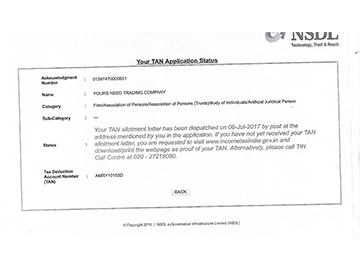 NSDL
Technology, Trust & Reach
Your TAN Application Status
Acknowledgment Number : 01397470003651
Name : YOURS NEED TRADING COMPANY
Category : Firm/Association of Persons/Association of Persons (Trusts)/Body of Individuals/Artificial Juridical Person
Sub-Category : ---
Your TAN allotment letter has been dispatched on 06-Jul-2017 by post at the
address mentioned by you in the application. If you have not yet received your TAN
Status : allotment letter, you are requested to visit www.incometaxindia.gov.in and
download/print the webpage as proof of your TAN. Alternatively, please call TIN
Call Centre at 020 - 27218080.
Tax Deduction Account Number (TAN) : AMRY10153D
BACK
© Copyright 2016 | NSDL e-Governance Infrastructure Limited (NSDL)